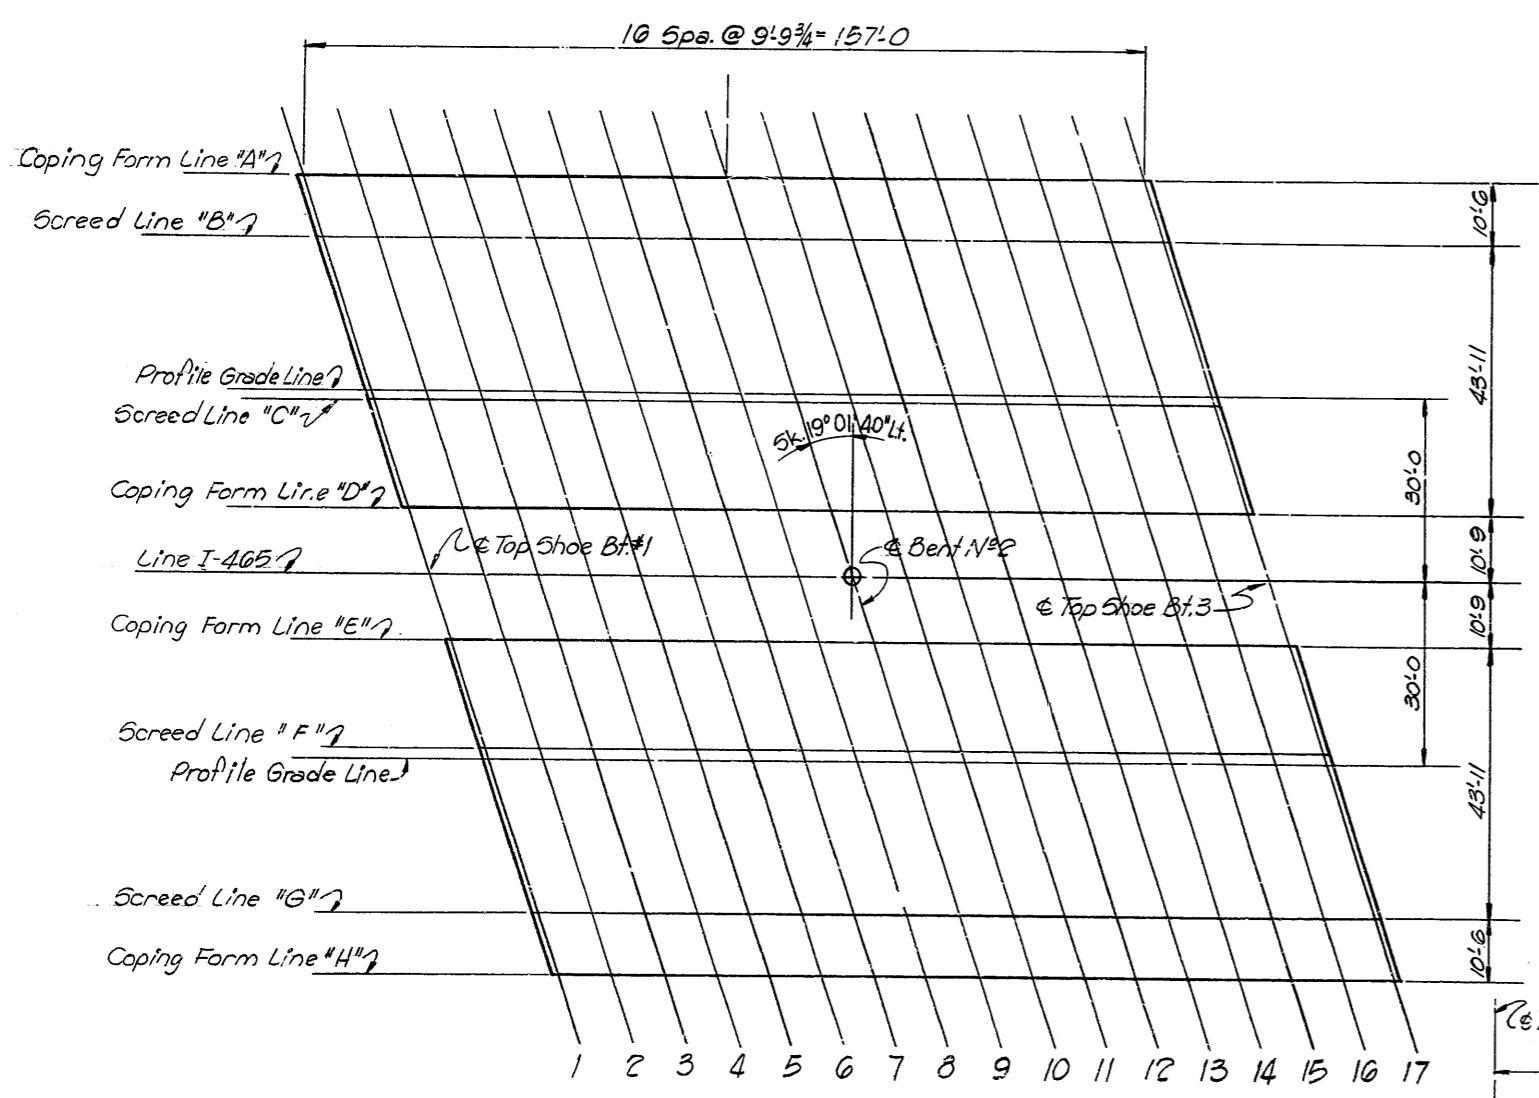 16 Spa. @ 9'-9¾ = 157'-0
Coping Form Line "A"
Screed Line "B"
Profile Grade Line
Screed Line "C"
Coping Form Line "D"
Line I-465
Coping Form Line "E"
Screed Line "F"
Profile Grade Line
Screed Line "G"
Coping Form Line "H"
Sk. 19° 01' 40" Lt.
℄ Top Shoe Bt.#1
℄ Bent Nº2
℄ Top Shoe Bt.3
10'-6
43'-11
30'-0
10'-9
10'-9
30'-0
43'-11
10'-6
℄
1 2 3 4 5 6 7 8 9 10 11 12 13 14 15 16 17